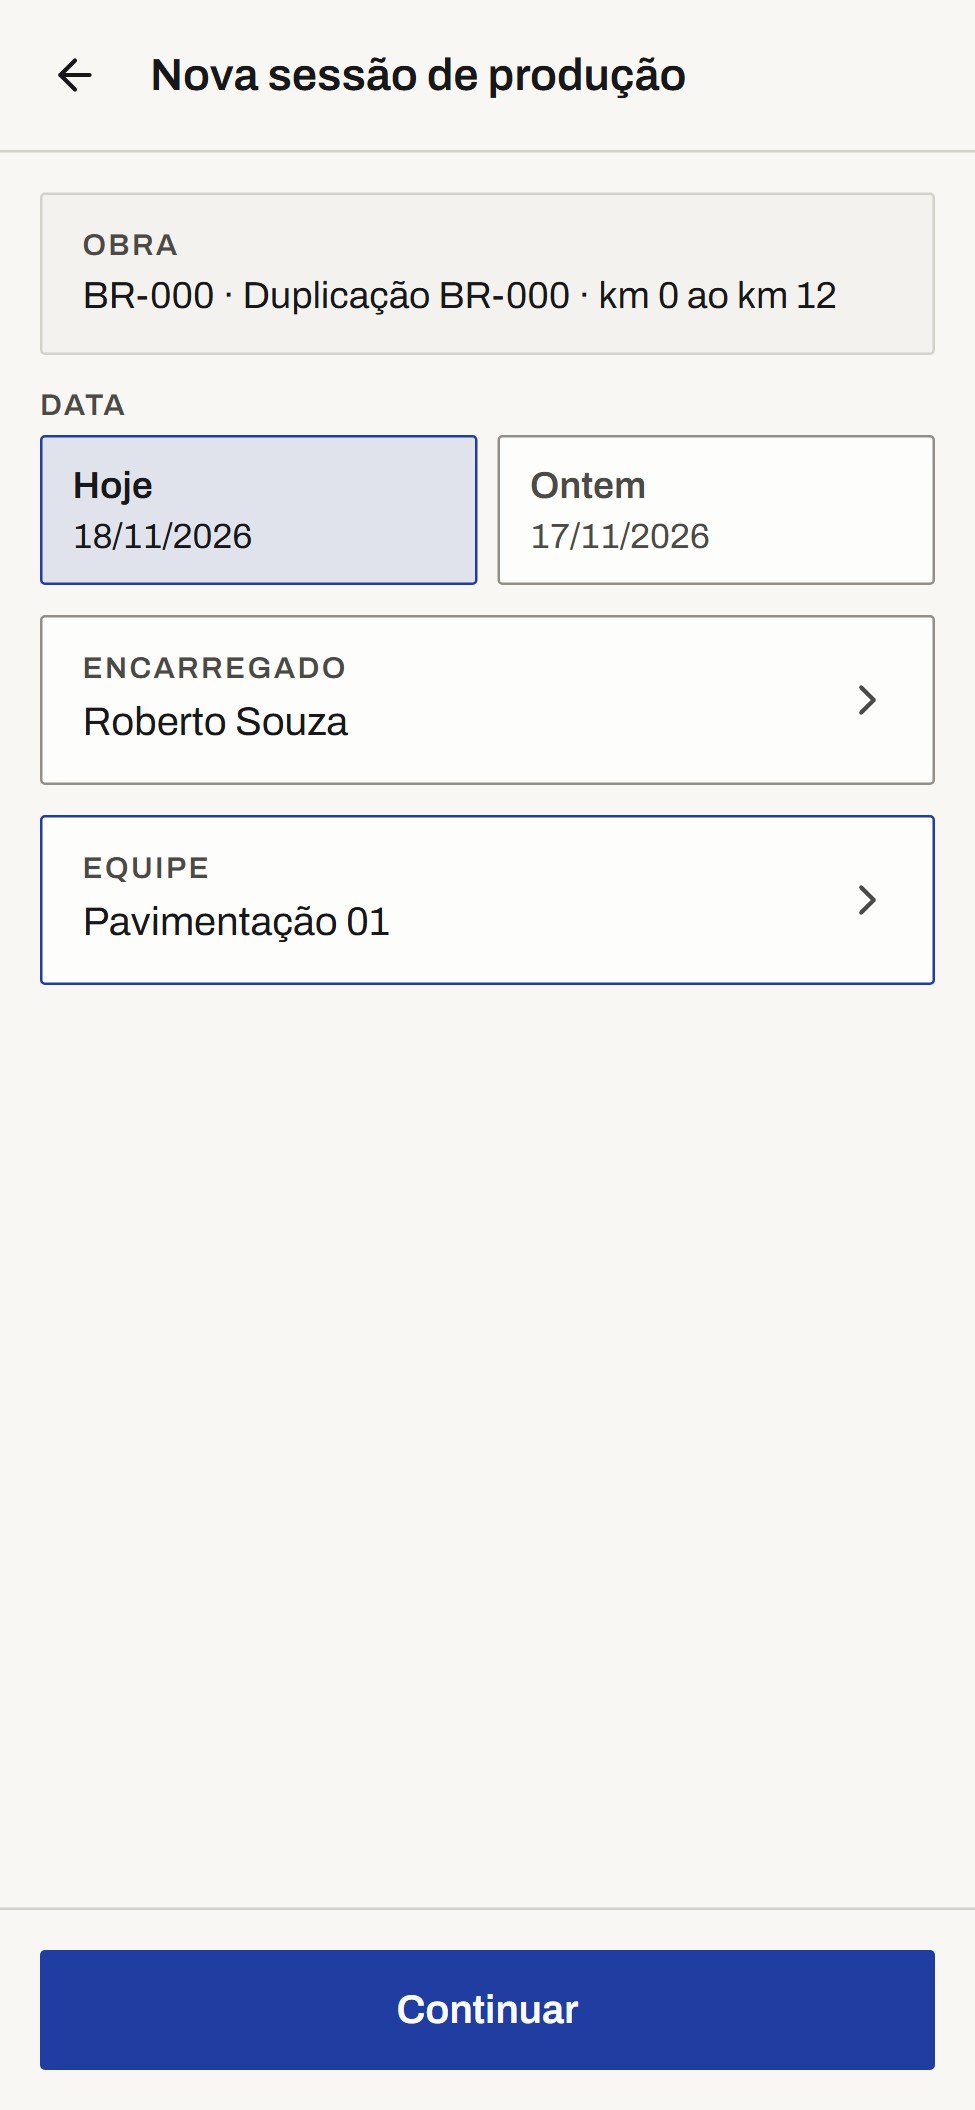 Nova sessão de produção
OBRA
BR-000 · Duplicação BR-000 · km 0 ao km 12
DATA
Hoje
18/11/2026
Ontem
17/11/2026
ENCARREGADO
Roberto Souza
EQUIPE
Pavimentação 01
Continuar